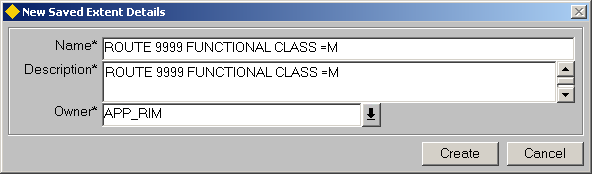 New Saved Extent Details
Name* ROUTE 9999 FUNCTIONAL CLASS =M
Description* ROUTE 9999 FUNCTIONAL CLASS =M
Owner* APP_RIM
Create Cancel